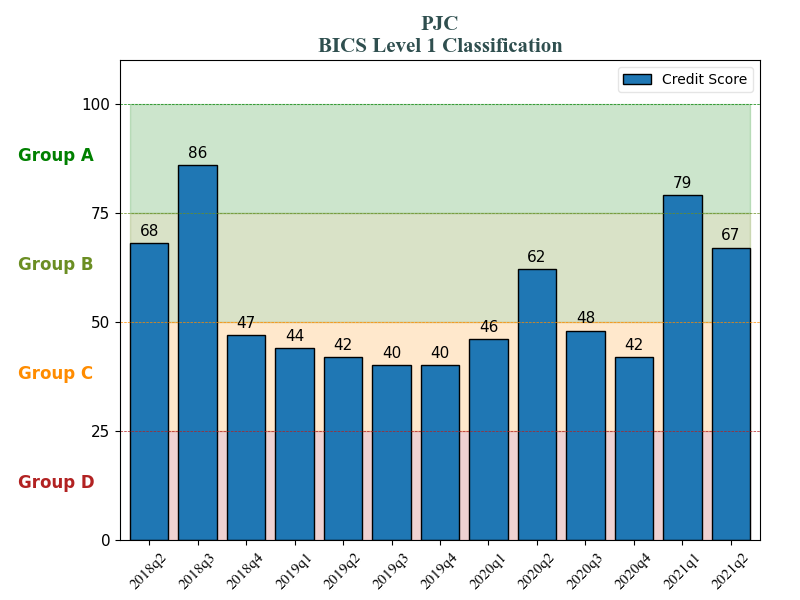 PJC
BICS Level 1 Classification
Credit Score
100
Group A
86
79
75
68
67
Group B
62
50
47
44
42
40
40
46
48
42
Group C
25
Group D
0
2018q2
2018q3
2018q4
2019q1
2019q2
2019q3
2019q4
2020q1
2020q2
2020q3
2020q4
2021q1
2021q2